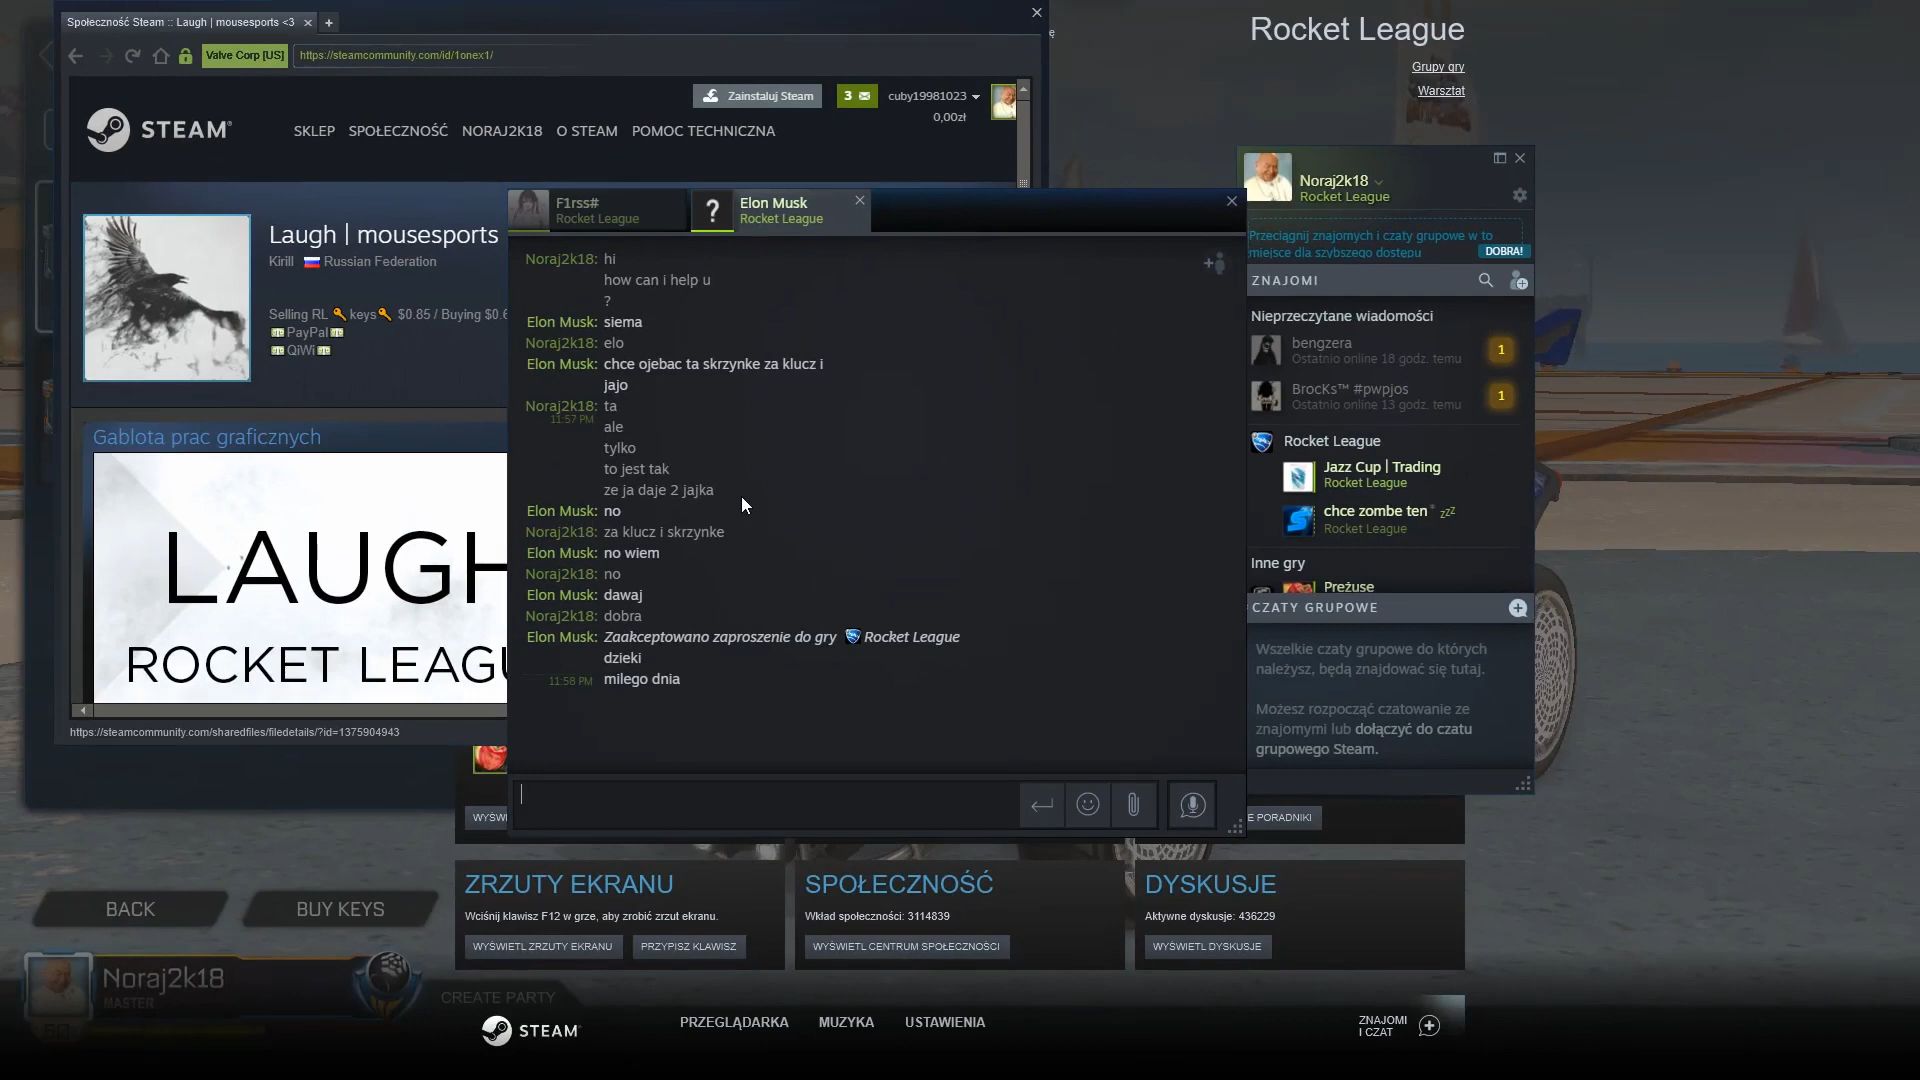 Społeczność Steam :: Laugh | mousesports <3
Valve Corp [US]
https://steamcommunity.com/id/1onex1/
Zainstaluj Steam
3
cuby19981023
0,00zł
STEAM
SKLEP
SPOŁECZNOŚĆ
NORAJ2K18
O STEAM
POMOC TECHNICZNA
Laugh | mousesports
Kirill
Russian Federation
Selling RL keys $0.85 / Buying $0.6
PayPal
QiWi
Gablota prac graficznych
LAUGH
ROCKET LEAGU
https://steamcommunity.com/sharedfiles/filedetails/?id=1375904943
F1rss#
Rocket League
?
Elon Musk
Rocket League
Noraj2k18: hi
how can i help u
?
Elon Musk: siema
Noraj2k18: elo
Elon Musk: chce ojebac ta skrzynke za klucz i
jajo
Noraj2k18: ta
11:57 PM
ale
tylko
to jest tak
ze ja daje 2 jajka
Elon Musk: no
Noraj2k18: za klucz i skrzynke
Elon Musk: no wiem
Noraj2k18: no
Elon Musk: dawaj
Noraj2k18: dobra
Elon Musk: Zaakceptowano zaproszenie do gry Rocket League
dzieki
11:58 PM milego dnia
Rocket League
Grupy gry
Warsztat
Noraj2k18
Rocket League
Przeciągnij znajomych i czaty grupowe w to
miejsce dla szybszego dostępu
DOBRA!
ZNAJOMI
Nieprzeczytane wiadomości
bengzera
Ostatnio online 18 godz. temu
1
BrocKs™ #pwpjos
Ostatnio online 13 godz. temu
1
Rocket League
Jazz Cup | Trading
Rocket League
chce zombe ten * zzz
Rocket League
Inne gry
Preżuse
CZATY GRUPOWE
Wszelkie czaty grupowe do których
należysz, będą znajdować się tutaj.
Możesz rozpocząć czatowanie ze
znajomymi lub dołączyć do czatu
grupowego Steam.
WYŚWI
E PORADNIKI
ZRZUTY EKRANU
Wciśnij klawisz F12 w grze, aby zrobić zrzut ekranu.
WYŚWIETL ZRZUTY EKRANU
PRZYPISZ KLAWISZ
SPOŁECZNOŚĆ
Wkład społeczności: 3114839
WYŚWIETL CENTRUM SPOŁECZNOŚCI
DYSKUSJE
Aktywne dyskusje: 436229
WYŚWIETL DYSKUSJE
BACK
BUY KEYS
Noraj2k18
MASTER
CREATE PARTY
STEAM
PRZEGLĄDARKA
MUZYKA
USTAWIENIA
ZNAJOMI
I CZAT